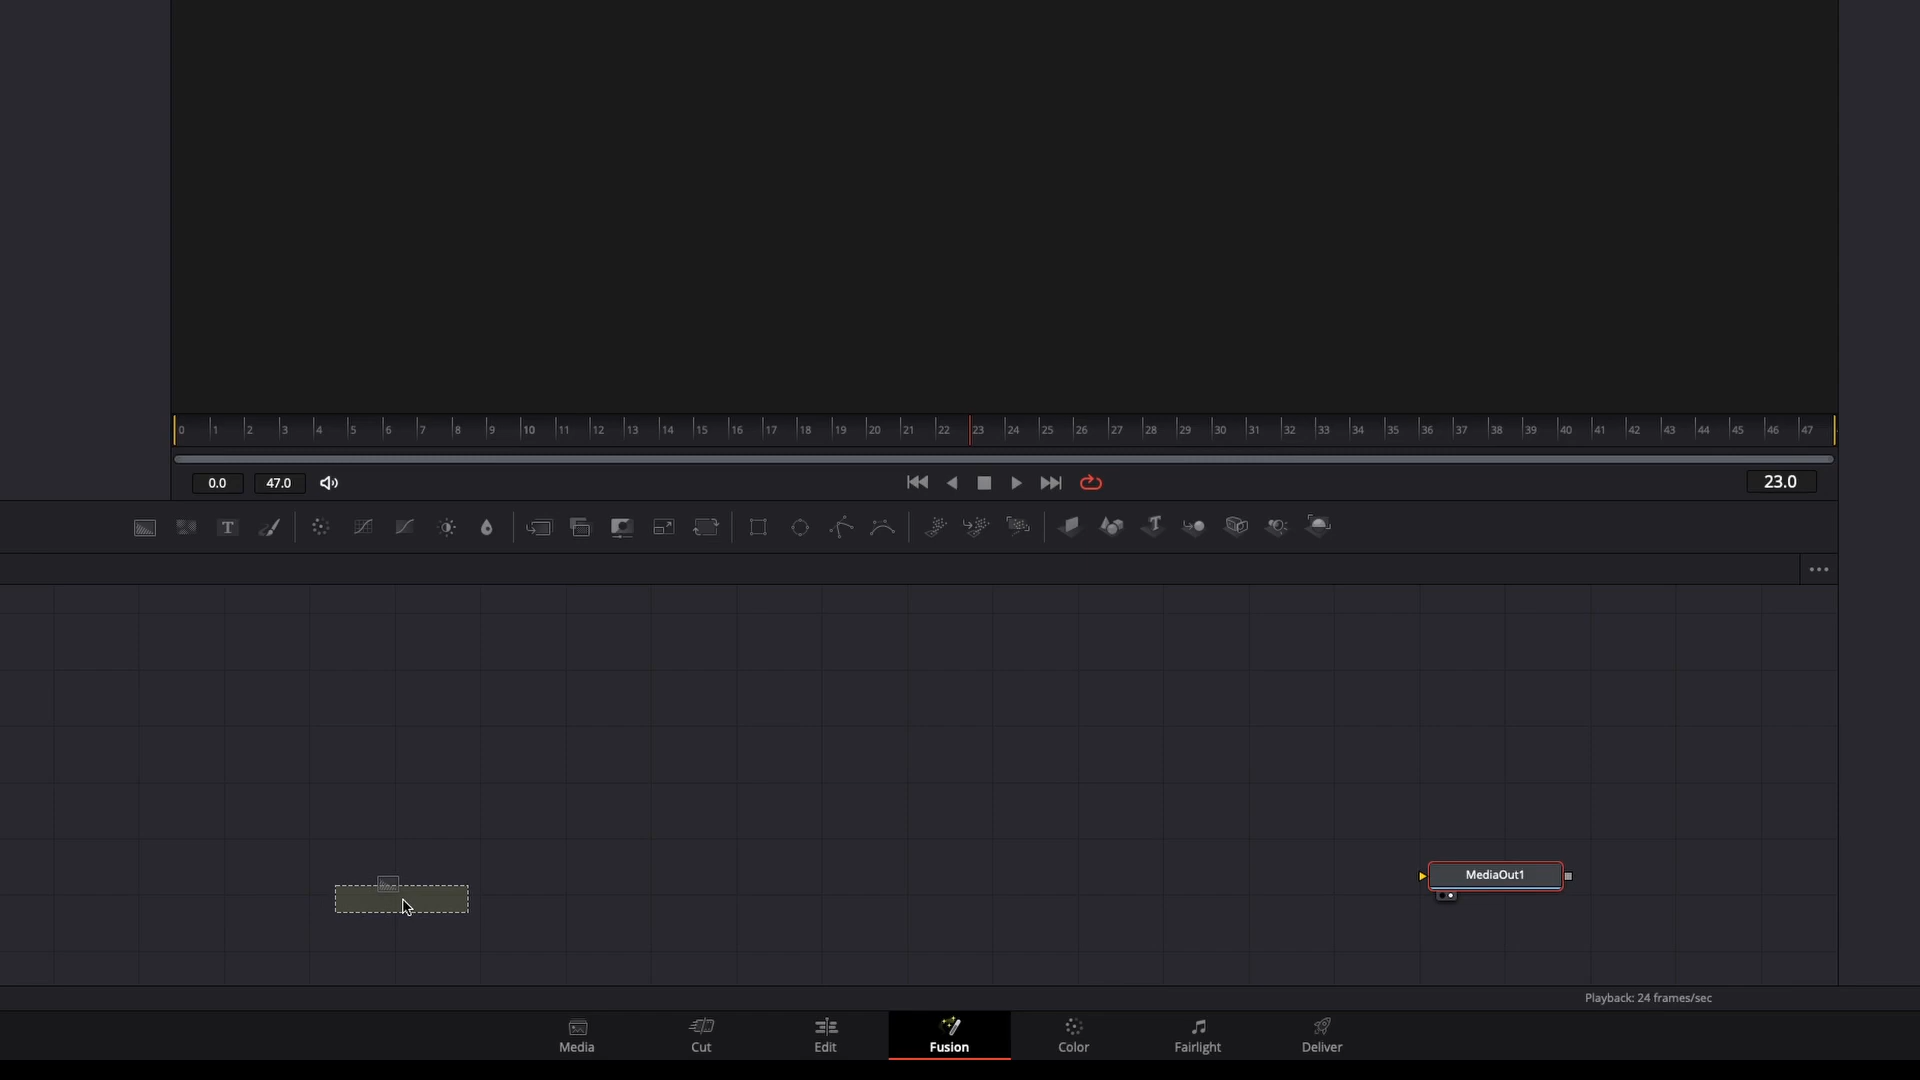 0 1 2 3 4 5 6 7 8 9 10 11 12 13 14 15 16 17 18 19 20 21 22 23 24 25 26 27 28 29 30 31 32 33 34 35 36 37 38 39 40 41 42 43 44 45 46 47
0.0 47.0 23.0
T
MediaOut1
Playback: 24 frames/sec
Media Cut Edit Fusion Color Fairlight Deliver